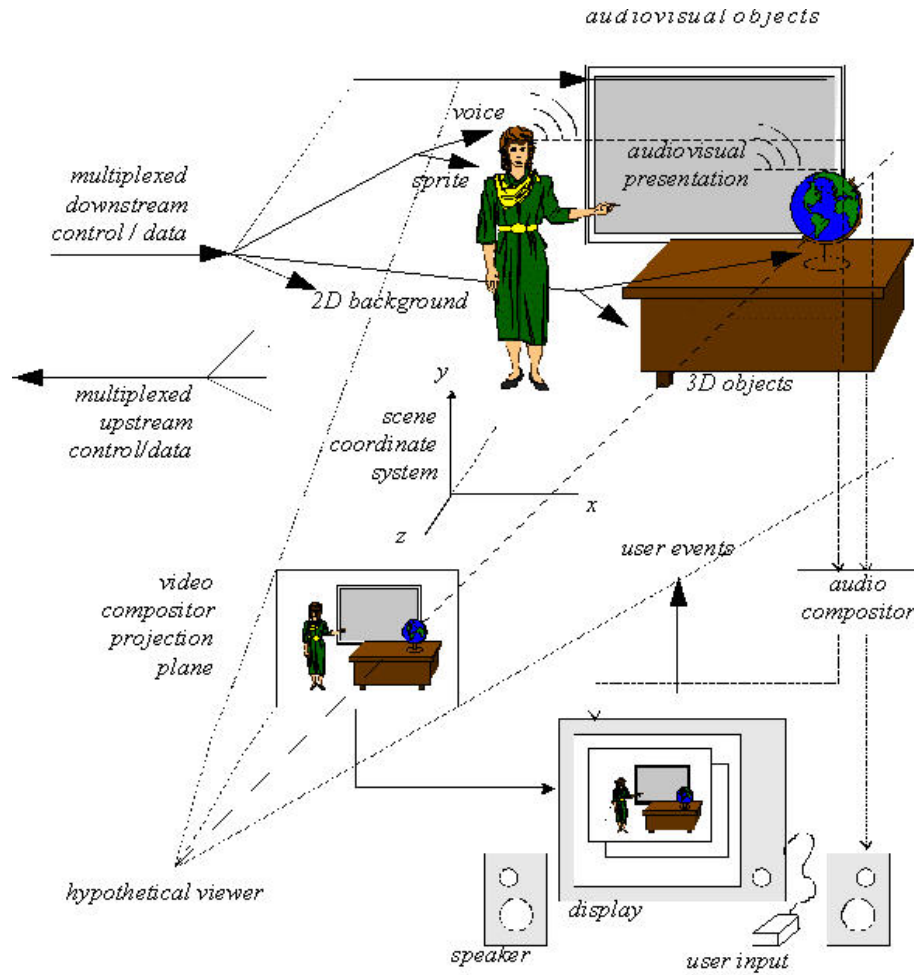 audiovisual objects
voice
sprite
audiovisual
presentation
multiplexed
downstream
control / data
2D background
3D objects
multiplexed
upstream
control/data
y
scene
coordinate
system
x
z
user events
video
compositor
projection
plane
audio
compositor
hypothetical viewer
display
speaker
user input